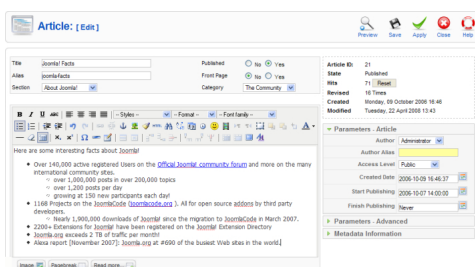 Article: [ Edit ]
Preview Save Apply Close Help
Title Joomla! Facts Published No Yes
Alias joomla-facts Front Page No Yes
Section About Joomla! Category The Community
Article ID: 21
State Published
Hits 71 Reset
Revised 16 Times
Created Monday, 09 October 2006 16:46
Modified Tuesday, 22 April 2008 13:43
B I U ABC -- Styles -- -- Format -- -- Font family --
Here are some interesting facts about Joomla!
Over 140,000 active registered Users on the Official Joomla! community forum and more on the many
international community sites.
over 1,000,000 posts in over 200,000 topics
over 1,200 posts per day
growing at 150 new participants each day!
1168 Projects on the JoomlaCode (joomlacode.org ). All for open source addons by third party
developers.
Nearly 1,900,000 downloads of Joomla! since the migration to JoomlaCode in March 2007.
2200+ Extensions for Joomla! have been registered on the Joomla! Extension Directory
Joomla.org exceeds 2 TB of traffic per month!
Alexa report [November 2007]: Joomla.org at #690 of the busiest Web sites in the world.
Image Pagebreak Read more...
Parameters - Article
Author Administrator
Author Alias
Access Level Public
Created Date 2006-10-09 16:46:37
Start Publishing 2006-10-07 14:00:00
Finish Publishing Never
Parameters - Advanced
Metadata Information